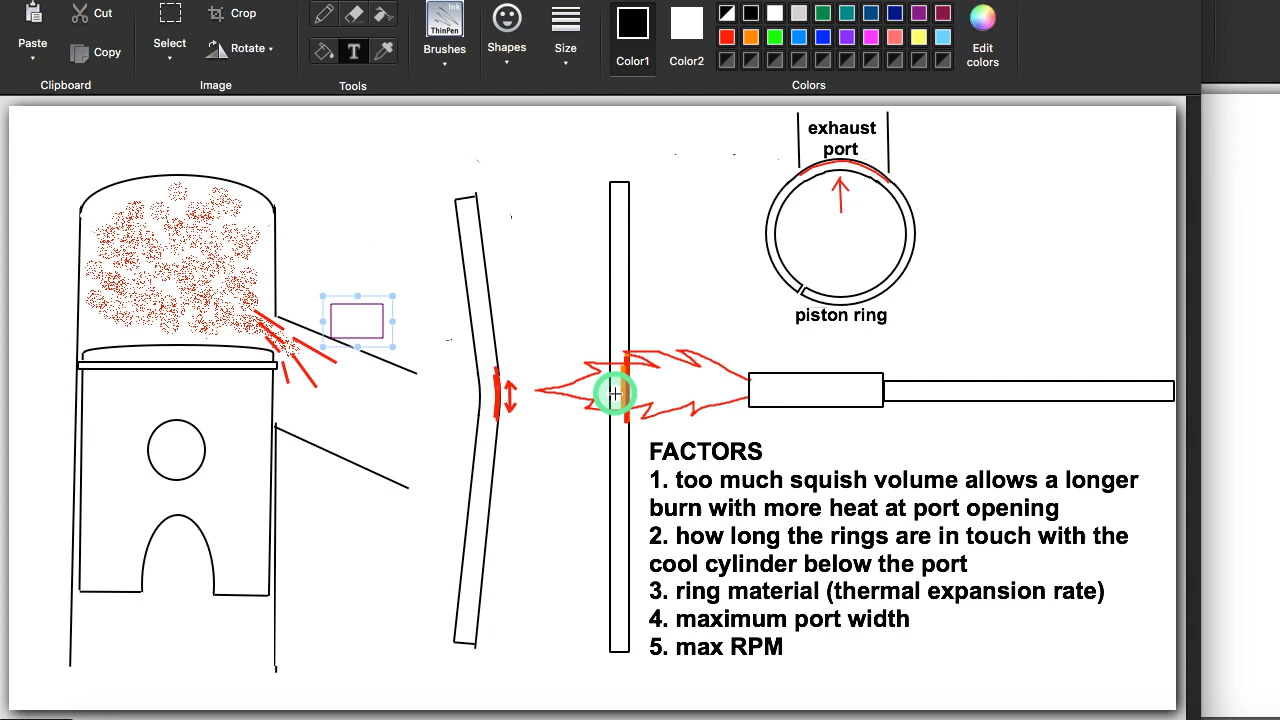 Paste
Cut
Copy
Clipboard
Select
Crop
Rotate
Image
T
Tools
Ink
ThinPen
Brushes
Shapes
Size
Color1
Color2
Edit
colors
Colors
exhaust
port
piston ring
FACTORS
1. too much squish volume allows a longer
burn with more heat at port opening
2. how long the rings are in touch with the
cool cylinder below the port
3. ring material (thermal expansion rate)
4. maximum port width
5. max RPM